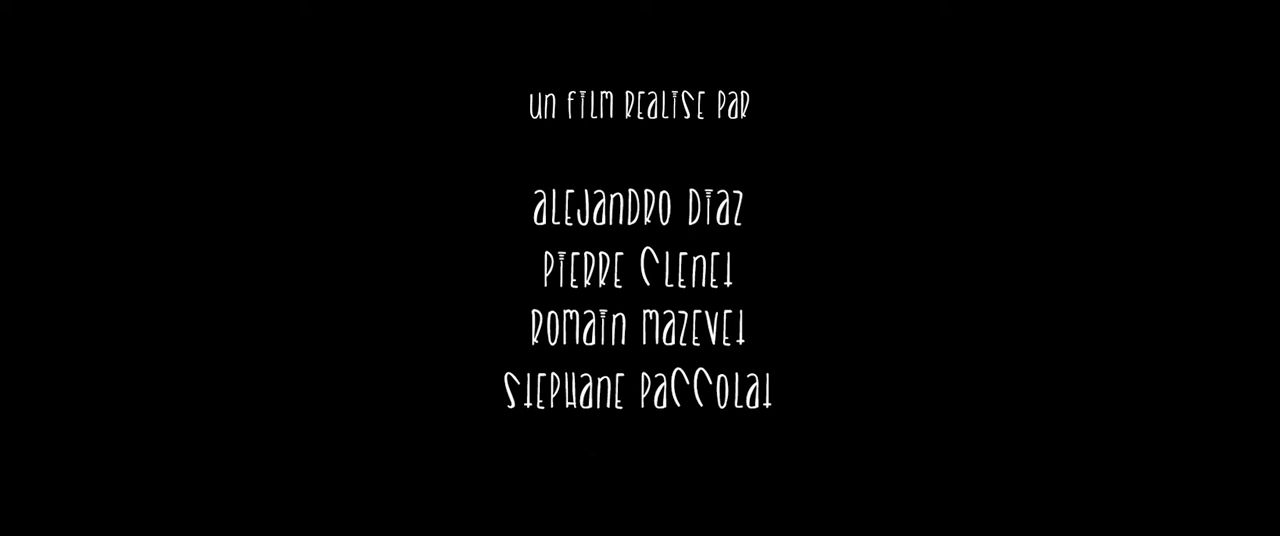 un film REALISE PAR
ALEJANDRO DIAZ
PIERRE CLENET
ROMAIN MAZEVET
STEPHANE PACCOLAT